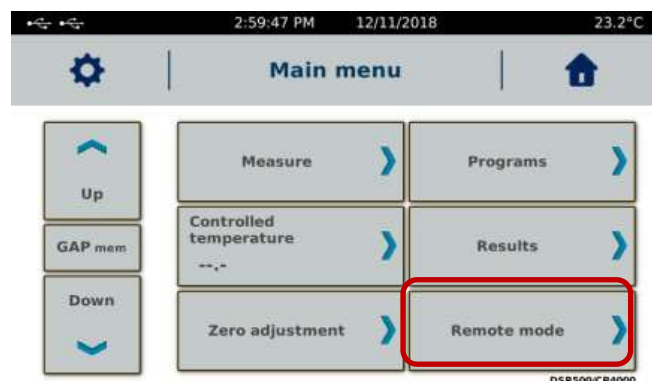 2:59:47 PM 12/11/2018 23.2°C
Main menu
Up
GAP mem
Down
Measure
Programs
Controlled
temperature
--.-
Results
Zero adjustment
Remote mode
DSR500/CP4000